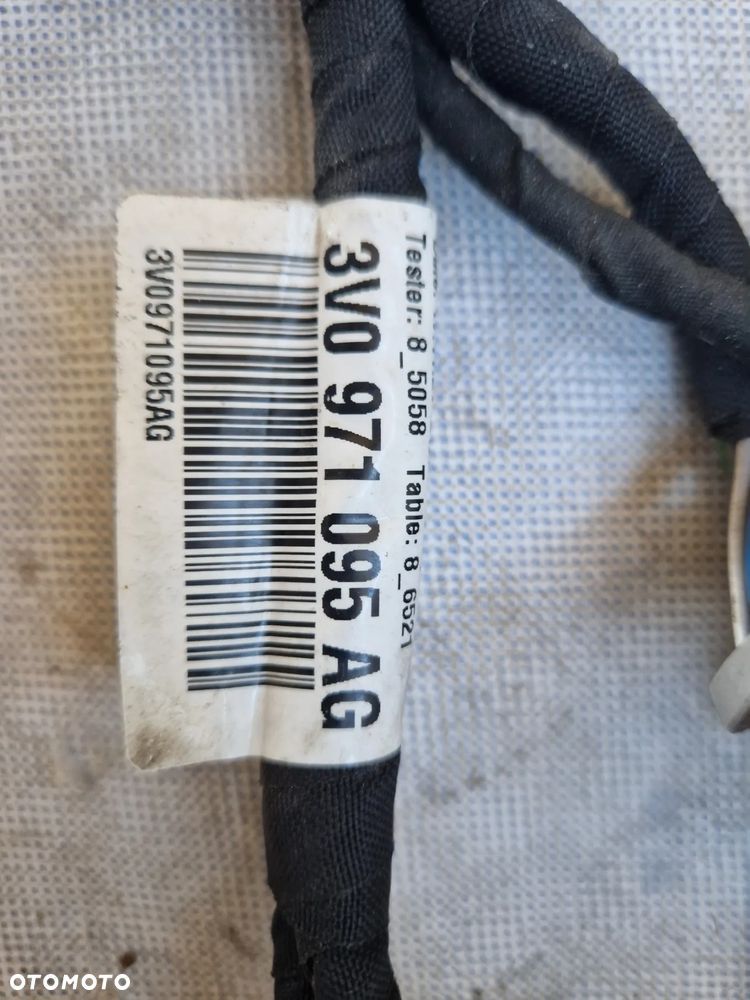 Tester: 8_5058 Table: 8_6521
3V0 971 095 AG
3V0971095AG
OTOMOTO